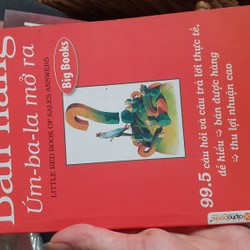 Bán hàng
Úm-ba-la mở ra
LITTLE RED BOOK OF SALES ANSWERS
Big Books
99.5 câu hỏi và câu trả lời thực tế,
dễ hiểu ⇒ bán được hàng
⇒ thu lợi nhuận cao